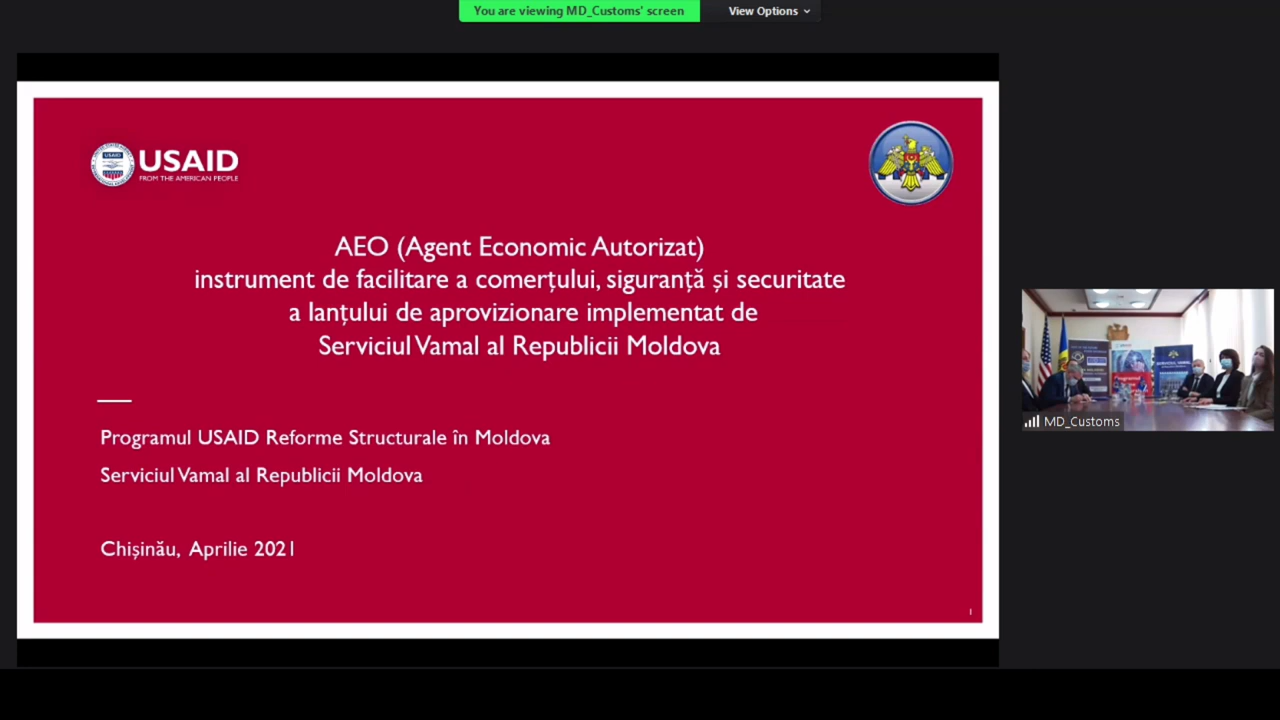 You are viewing MD_Customs' screen
View Options
USAID
FROM THE AMERICAN PEOPLE
AEO (Agent Economic Autorizat)
instrument de facilitare a comerțului, siguranță și securitate
a lanțului de aprovizionare implementat de
Serviciul Vamal al Republicii Moldova
Programul USAID Reforme Structurale în Moldova
Serviciul Vamal al Republicii Moldova
Chișinău, Aprilie 2021
1
MD_Customs